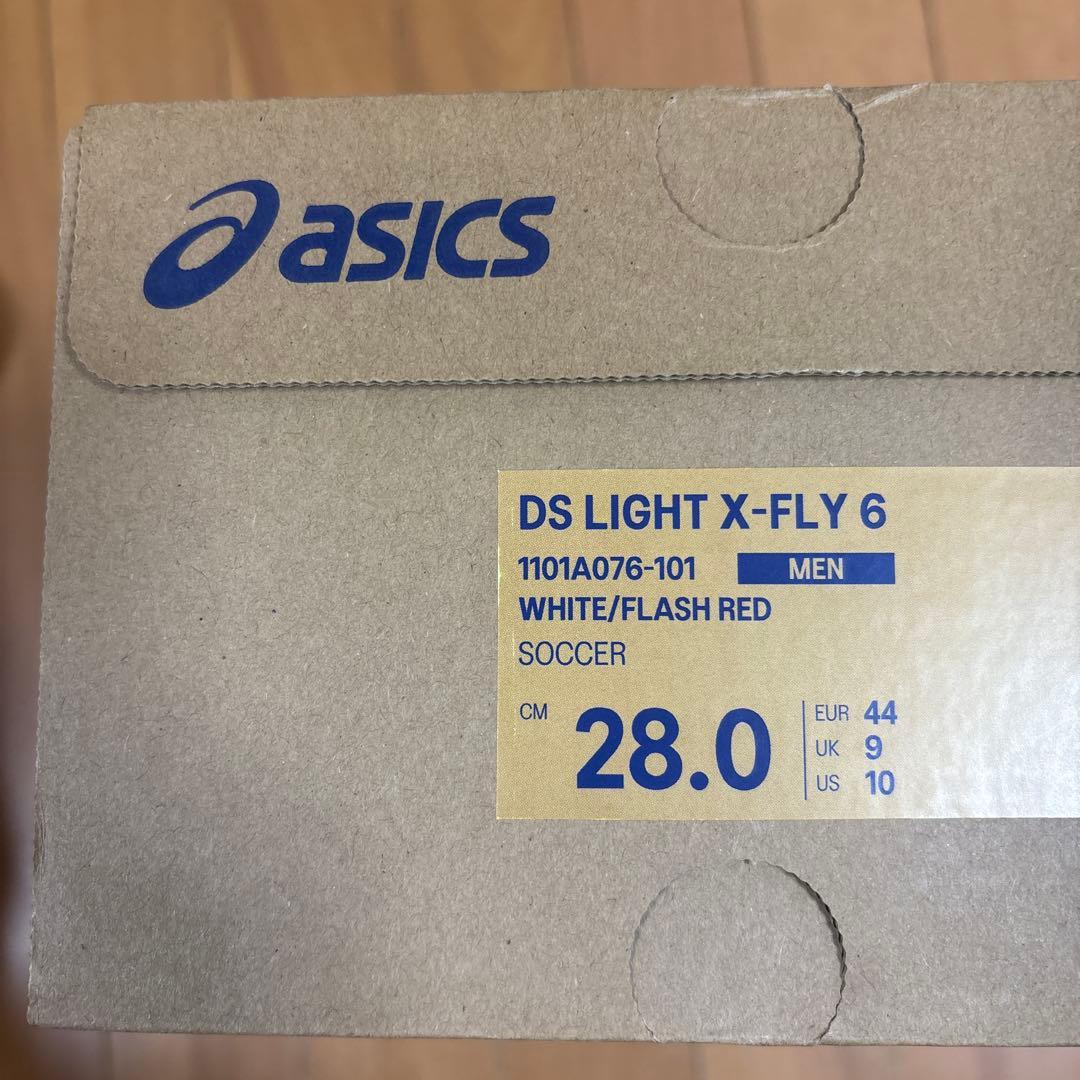 asics
DS LIGHT X-FLY 6
1101A076-101 MEN
WHITE/FLASH RED
SOCCER
CM 28.0
EUR 44
UK 9
US 10